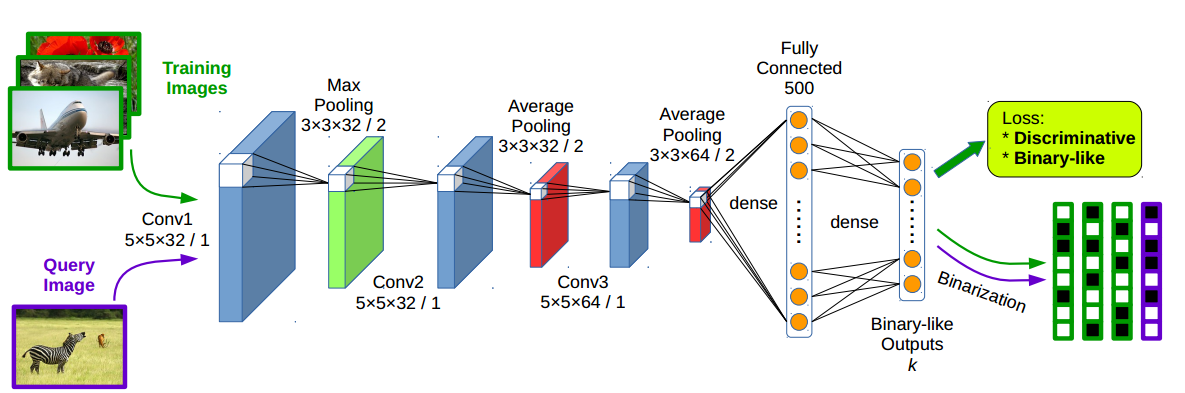 Training
Images
Conv1
5×5×32 / 1
Query
Image
Max
Pooling
3×3×32 / 2
Conv2
5×5×32 / 1
Average
Pooling
3×3×32 / 2
Conv3
5×5×64 / 1
Average
Pooling
3×3×64 / 2
dense
Fully
Connected
500
dense
Binary-like
Outputs
k
Loss:
* Discriminative
* Binary-like
Binarization